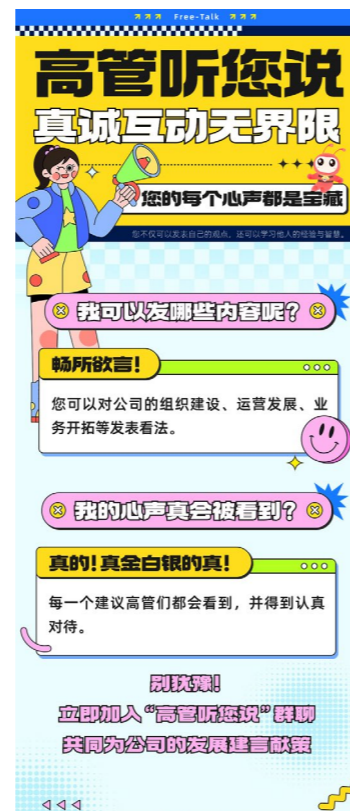 Free-Talk
高管听您说
真诚互动无界限
您的每个心声都是宝藏
您不仅可以发表自己的观点，还可以学习他人的经验与智慧。
我可以发哪些内容呢？
畅所欲言！
您可以对公司的组织建设、运营发展、业
务开拓等发表看法。
我的心声真会被看到？
真的！真金白银的真！
每一个建议高管们都会看到，并得到认真
对待。
别犹豫！
立即加入“高管听您说”群聊
共同为公司的发展建言献策